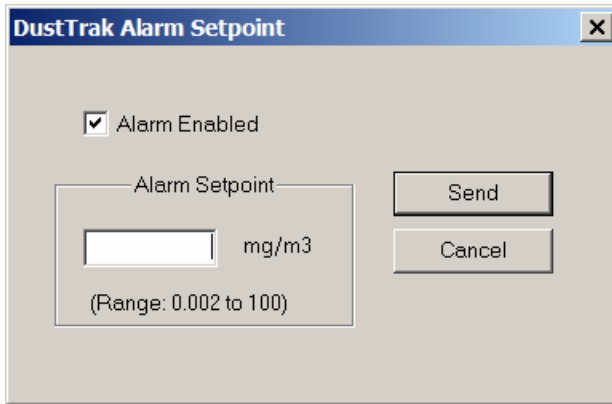 DustTrak Alarm Setpoint
Alarm Enabled
Alarm Setpoint
mg/m3
(Range: 0.002 to 100)
Send
Cancel